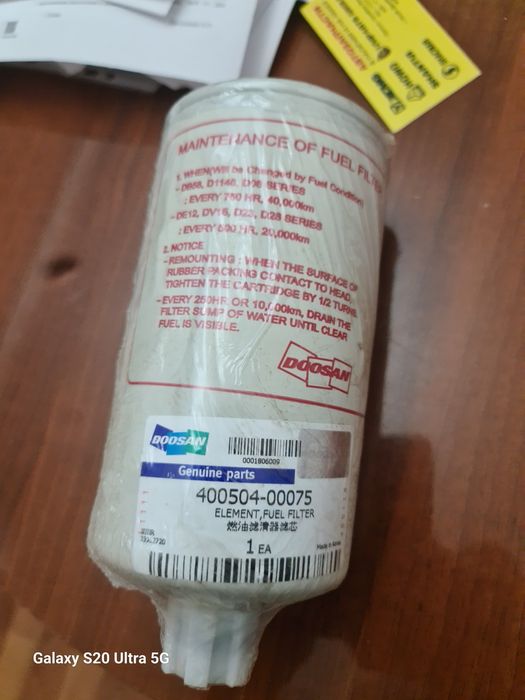 MAINTENANCE OF FUEL FILTER
1. WHEN(Will be Changed by Fuel Condition)
- DB58, D1146, D08 SERIES
: EVERY 750 HR, 40,000km
- DE12, DV15, D23, D28 SERIES
: EVERY 500 HR, 20,000km
2. NOTICE
- REMOUNTING : WHEN THE SURFACE OF
RUBBER PACKING CONTACT TO HEAD,
TIGHTEN THE CARTRIDGE BY 1/2 TURNS
- EVERY 250HR OR 10,000km, DRAIN THE
FILTER SUMP OF WATER UNTIL CLEAR
FUEL IS VISIBLE.
DOOSAN
DOOSAN
0001806009
Genuine parts
400504-00075
ELEMENT,FUEL FILTER
燃油滤清器滤芯
1 EA
Made in Korea
Galaxy S20 Ultra 5G